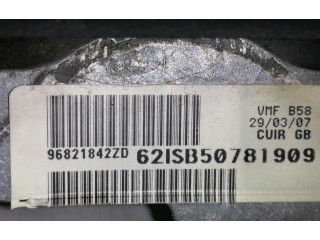 VMF B58
29/03/07
CUIR GB
96821842ZD
62ISB50781909